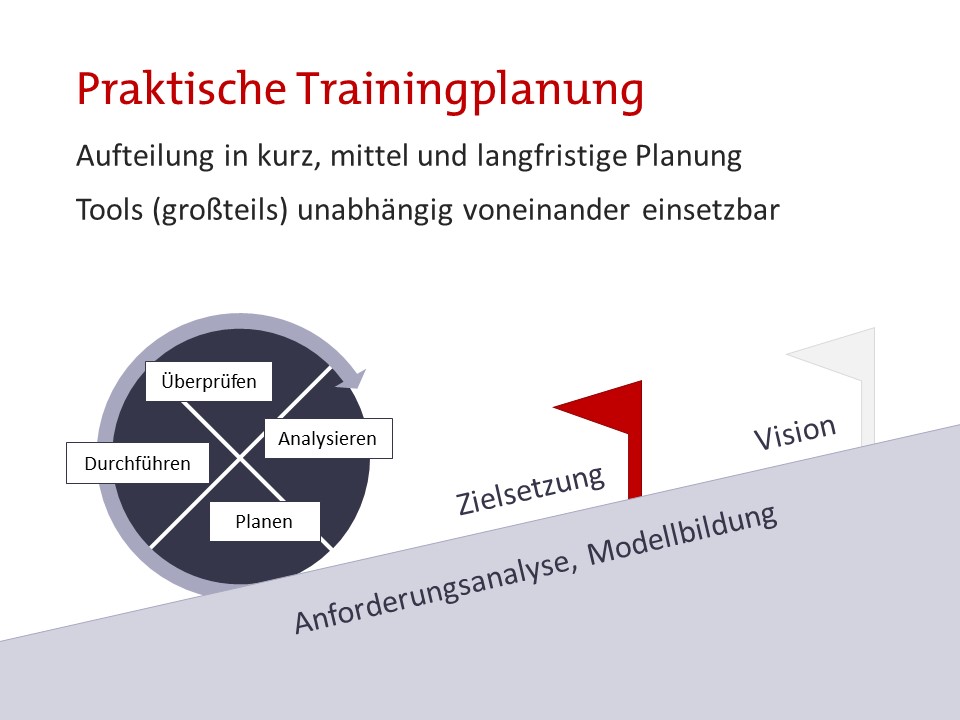 Praktische Trainingplanung
Aufteilung in kurz, mittel und langfristige Planung
Tools (großteils) unabhängig voneinander einsetzbar
Überprüfen
Analysieren
Durchführen
Planen
Vision
Zielsetzung
Anforderungsanalyse, Modellbildung